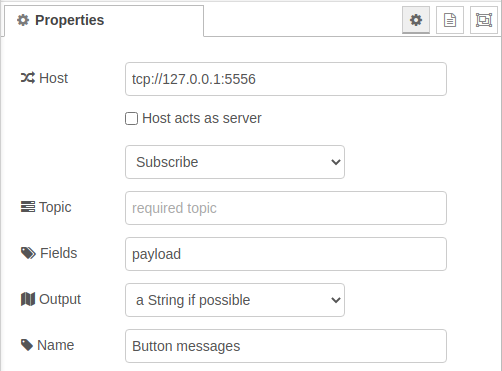 Properties
Host tcp://127.0.0.1:5556
Host acts as server
Subscribe
Topic required topic
Fields payload
Output a String if possible
Name Button messages